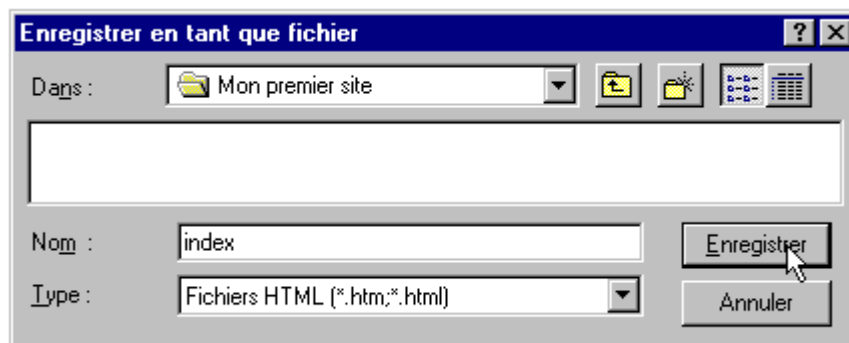 Enregistrer en tant que fichier
Dans : Mon premier site
Nom : index Enregistrer
Type : Fichiers HTML (*.htm;*.html) Annuler